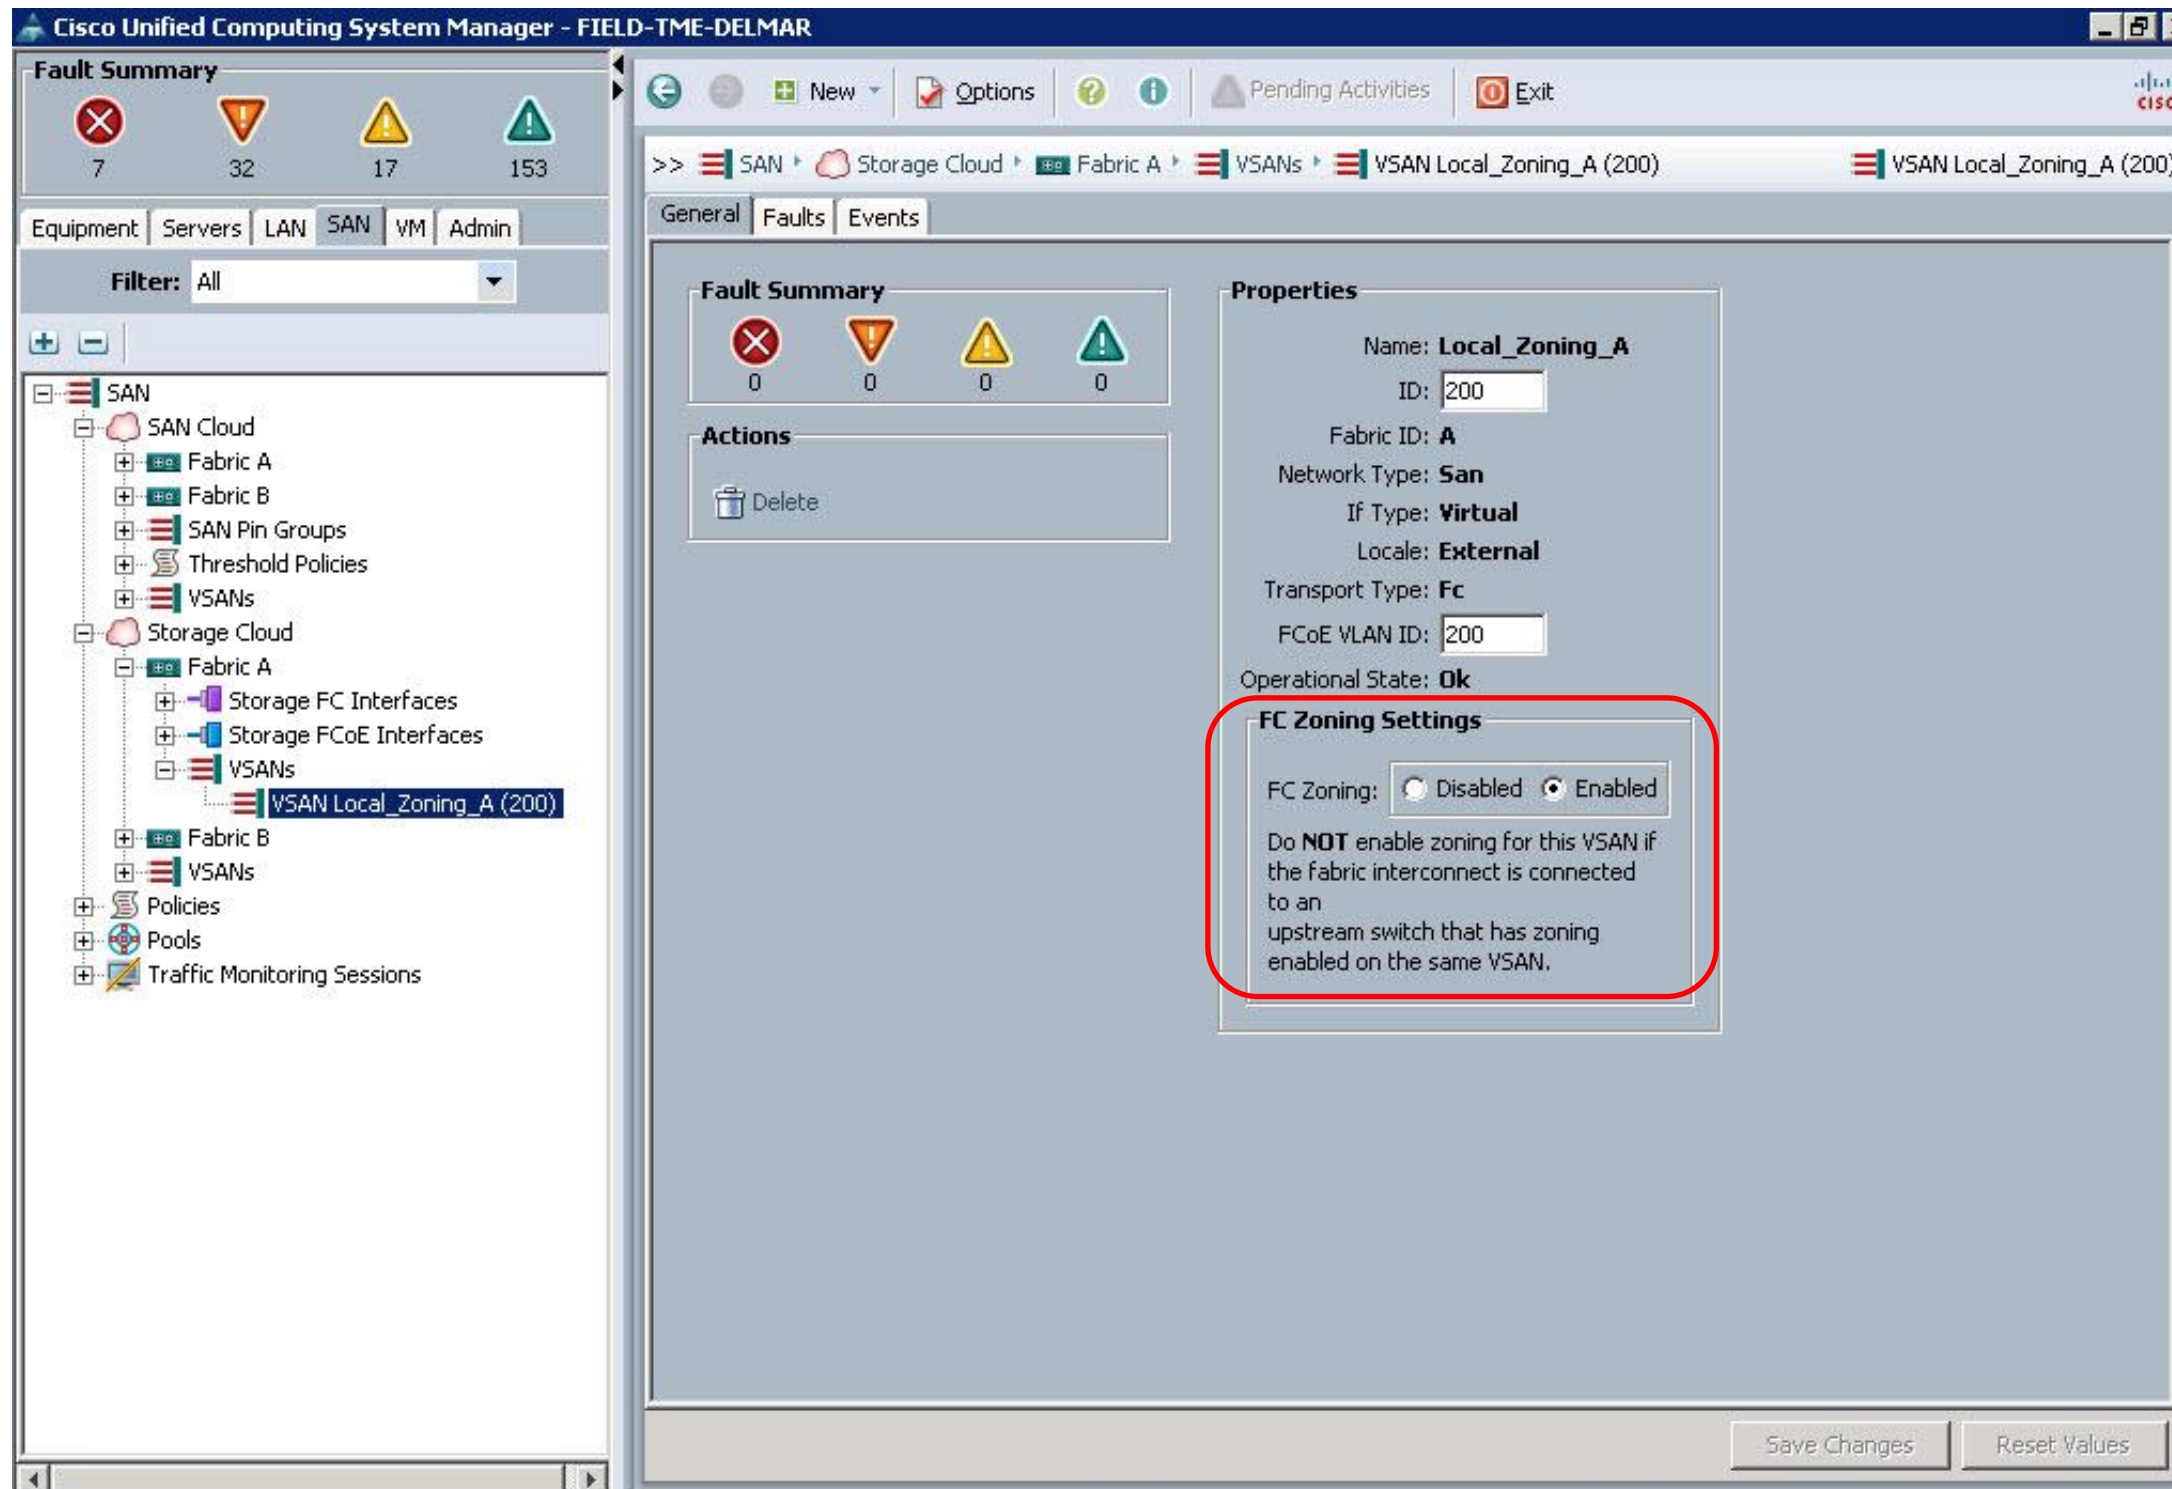 Cisco Unified Computing System Manager - FIELD-TME-DELMAR
Fault Summary
7 32 17 153
Equipment Servers LAN SAN VM Admin
Filter: All
SAN
SAN Cloud
Fabric A
Fabric B
SAN Pin Groups
Threshold Policies
VSANs
Storage Cloud
Fabric A
Storage FC Interfaces
Storage FCoE Interfaces
VSANs
VSAN Local_Zoning_A (200)
Fabric B
VSANs
Policies
Pools
Traffic Monitoring Sessions
New Options Pending Activities Exit
>> SAN Storage Cloud Fabric A VSANs VSAN Local_Zoning_A (200) VSAN Local_Zoning_A (200)
General Faults Events
Fault Summary
0 0 0 0
Actions
Delete
Properties
Name: Local_Zoning_A
ID: 200
Fabric ID: A
Network Type: San
If Type: Virtual
Locale: External
Transport Type: Fc
FCoE VLAN ID: 200
Operational State: Ok
FC Zoning Settings
FC Zoning: Disabled Enabled
Do NOT enable zoning for this VSAN if
the fabric interconnect is connected
to an
upstream switch that has zoning
enabled on the same VSAN.
Save Changes Reset Values